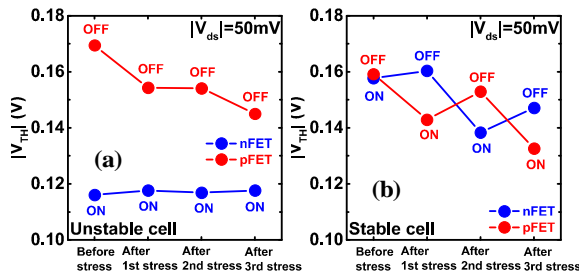 |V_ds|=50mV
|V_TH| (V)
0.18
0.16
0.14
0.12
0.10
OFF
OFF
OFF
OFF
nFET
pFET
(a)
ON
ON
ON
ON
Unstable cell
Before stress
After 1st stress
After 2nd stress
After 3rd stress
|V_ds|=50mV
|V_TH| (V)
0.18
0.16
0.14
0.12
0.10
OFF
OFF
OFF
OFF
ON
ON
ON
ON
(b)
nFET
pFET
Stable cell
Before stress
After 1st stress
After 2nd stress
After 3rd stress